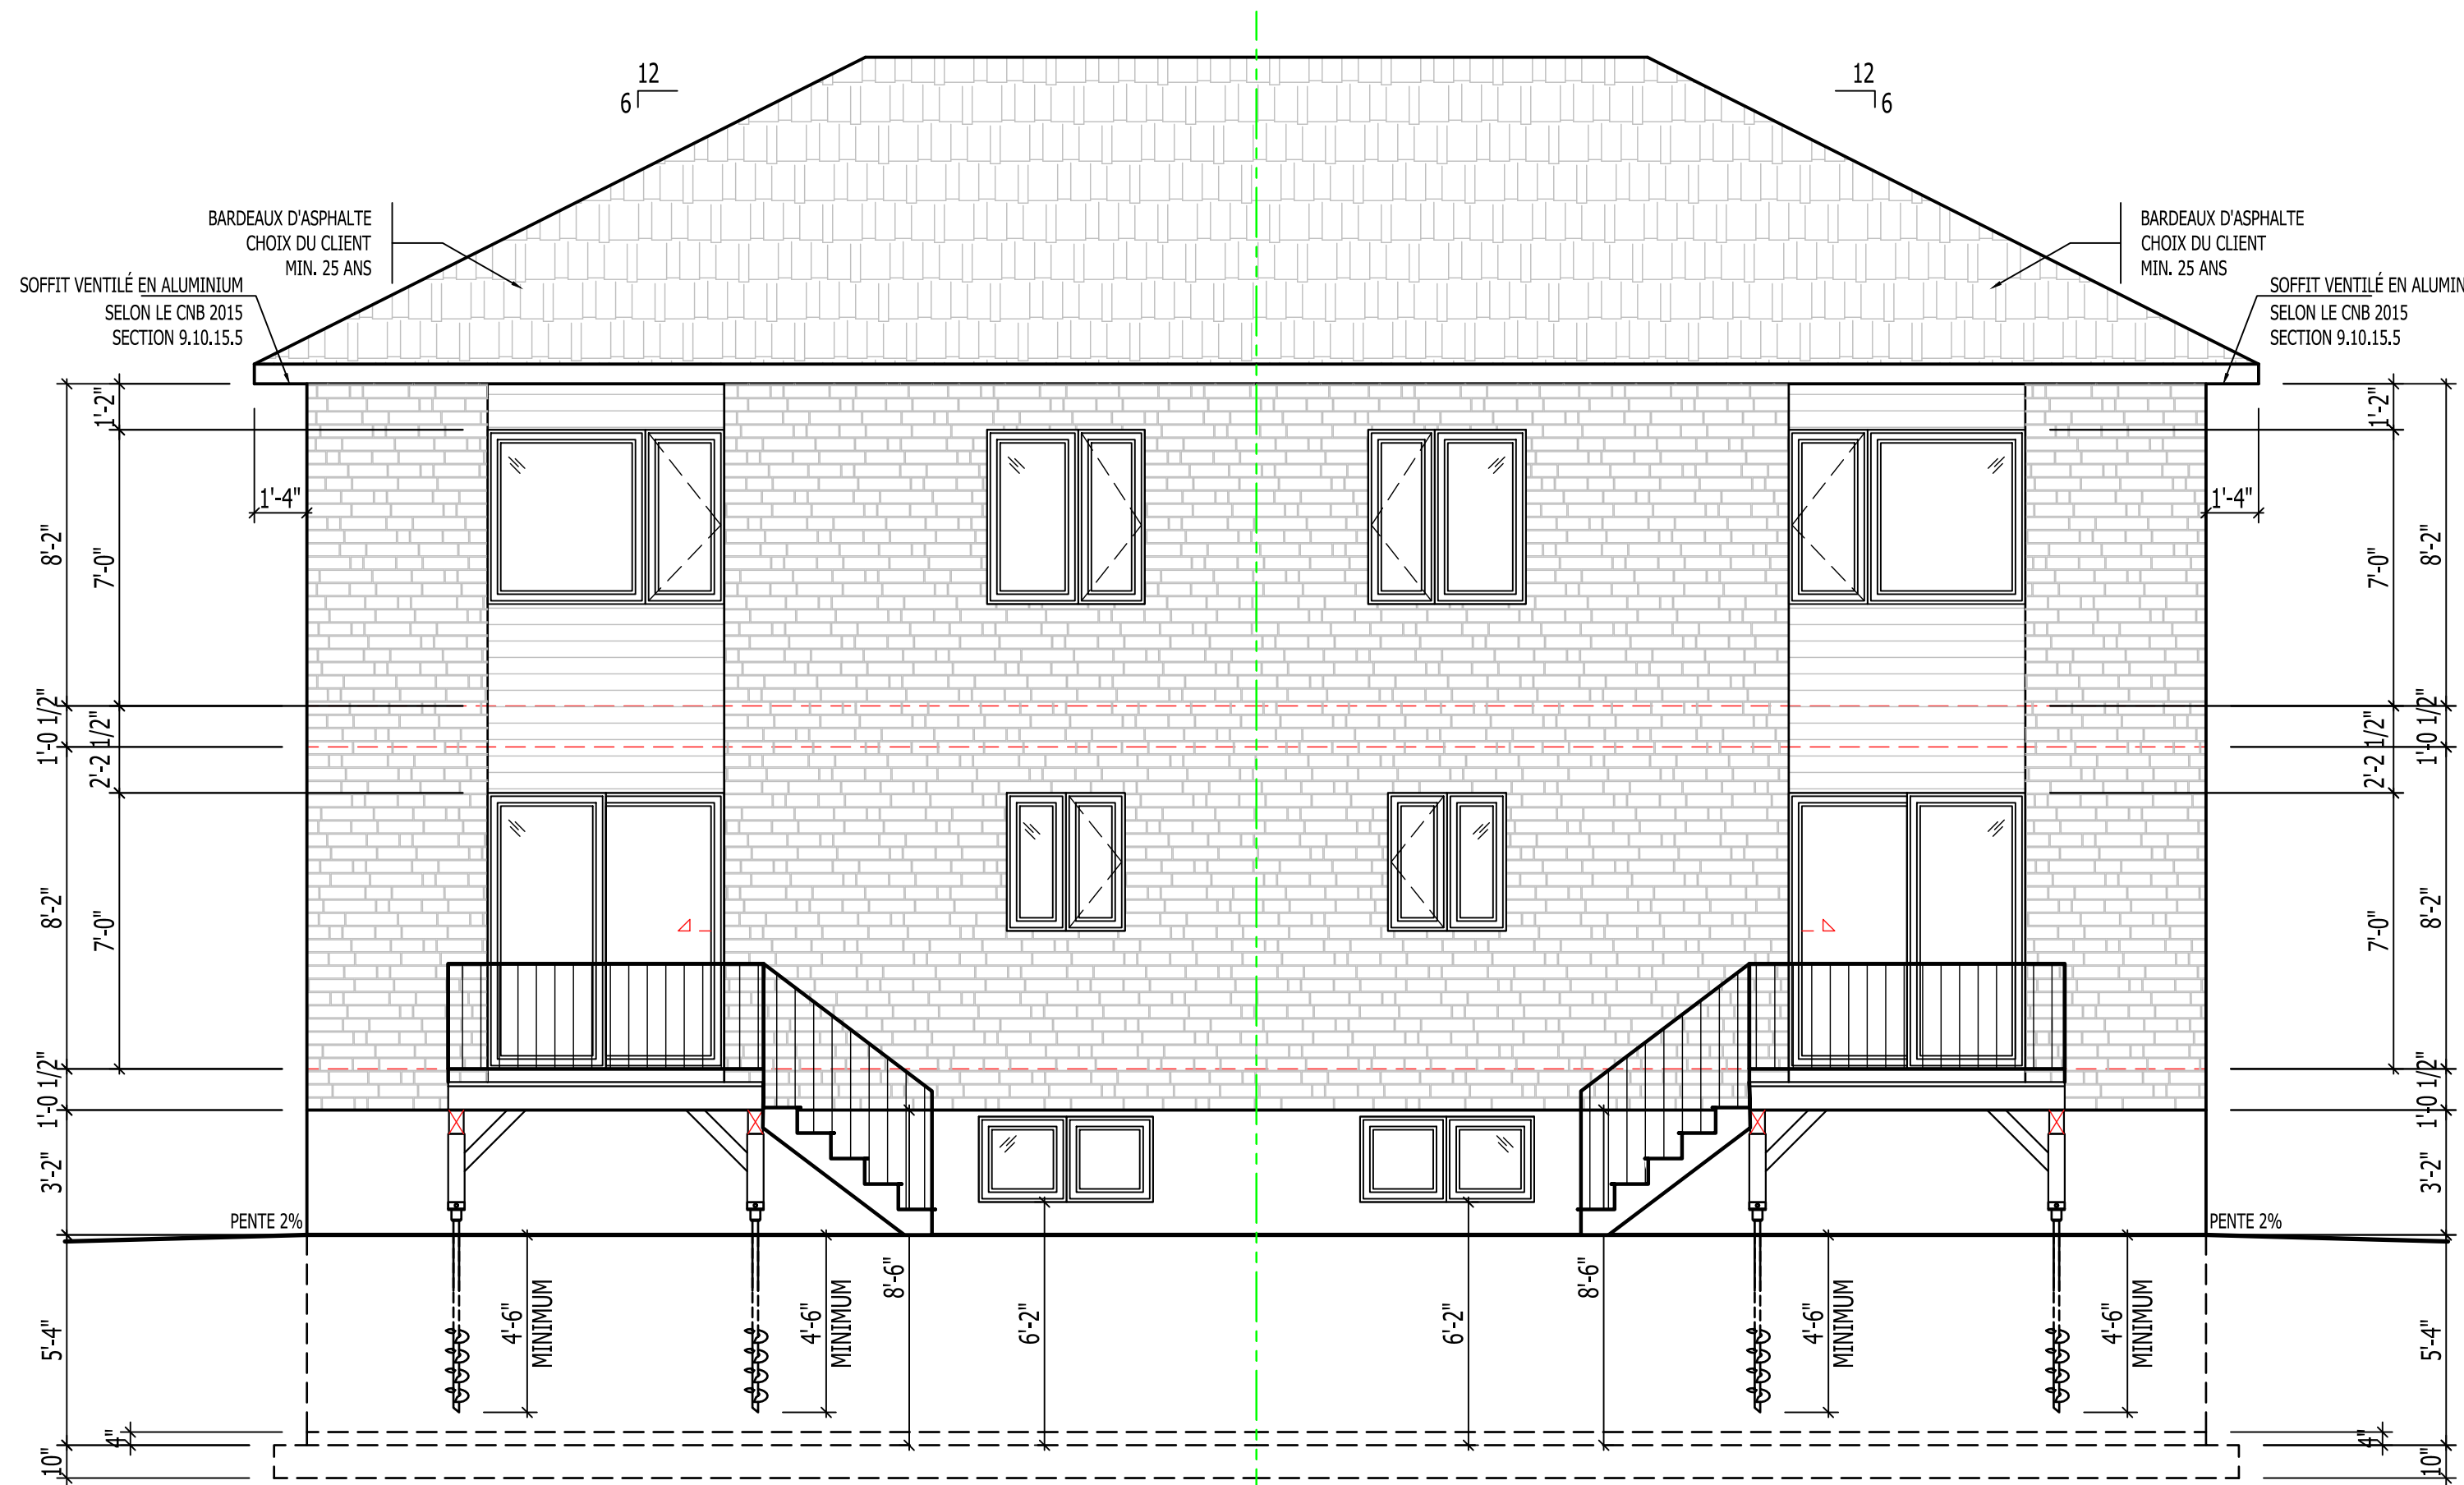 12
6
12
6
BARDEAUX D'ASPHALTE
CHOIX DU CLIENT
MIN. 25 ANS
BARDEAUX D'ASPHALTE
CHOIX DU CLIENT
MIN. 25 ANS
SOFFIT VENTILÉ EN ALUMINIUM
SELON LE CNB 2015
SECTION 9.10.15.5
SOFFIT VENTILÉ EN ALUMIN
SELON LE CNB 2015
SECTION 9.10.15.5
1'-2"
1'-2"
1'-4"
1'-4"
8'-2"
7'-0"
7'-0"
8'-2"
1'-0 1/2"
2'-2 1/2"
2'-2 1/2"
1'-0 1/2"
8'-2"
7'-0"
7'-0"
8'-2"
1'-0 1/2"
1'-0 1/2"
3'-2"
3'-2"
PENTE 2%
PENTE 2%
5'-4"
4'-6"
MINIMUM
4'-6"
MINIMUM
8'-6"
6'-2"
6'-2"
8'-6"
4'-6"
MINIMUM
4'-6"
MINIMUM
5'-4"
4"
4"
10"
10"